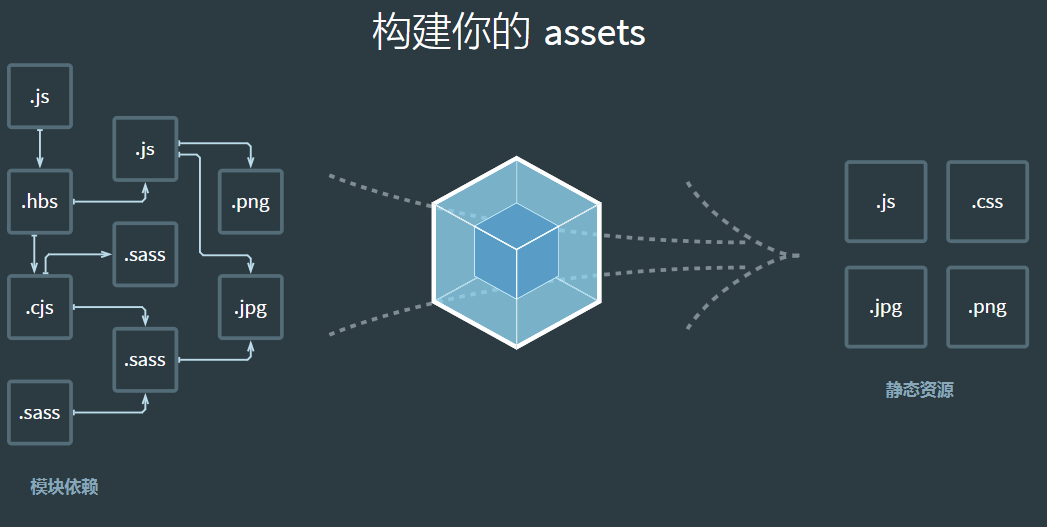 构建你的 assets
.js
.js
.hbs
.png
.sass
.cjs
.jpg
.sass
.sass
模块依赖
.js
.css
.jpg
.png
静态资源